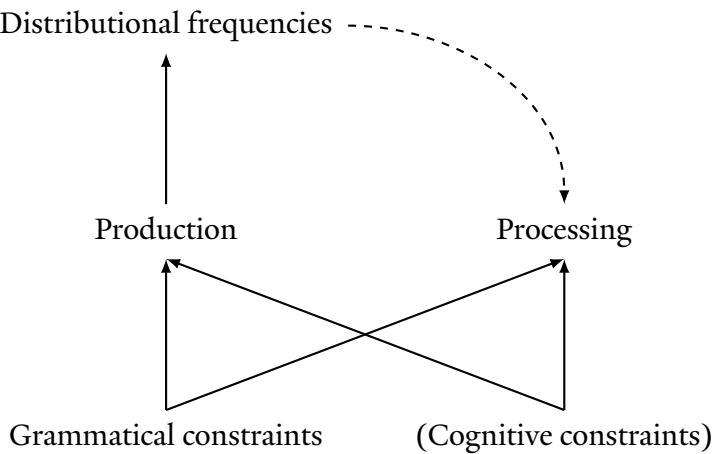 Distributional frequencies
Production
Processing
Grammatical constraints
(Cognitive constraints)